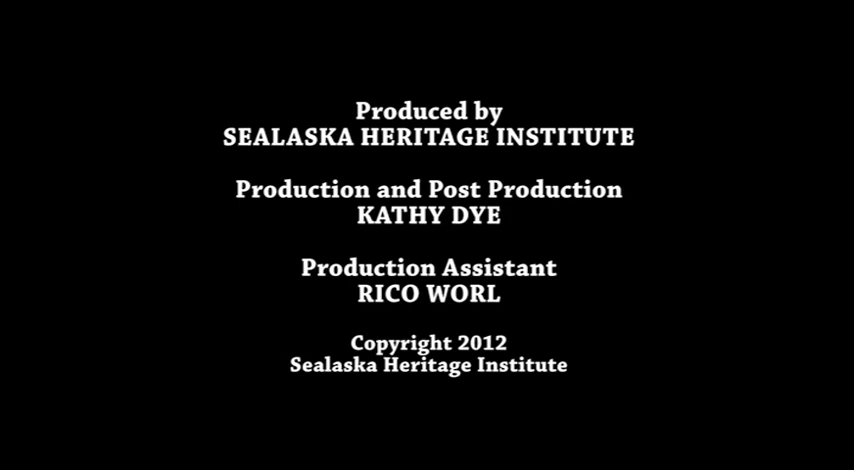 Produced by
SEALASKA HERITAGE INSTITUTE
Production and Post Production
KATHY DYE
Production Assistant
RICO WORL
Copyright 2012
Sealaska Heritage Institute